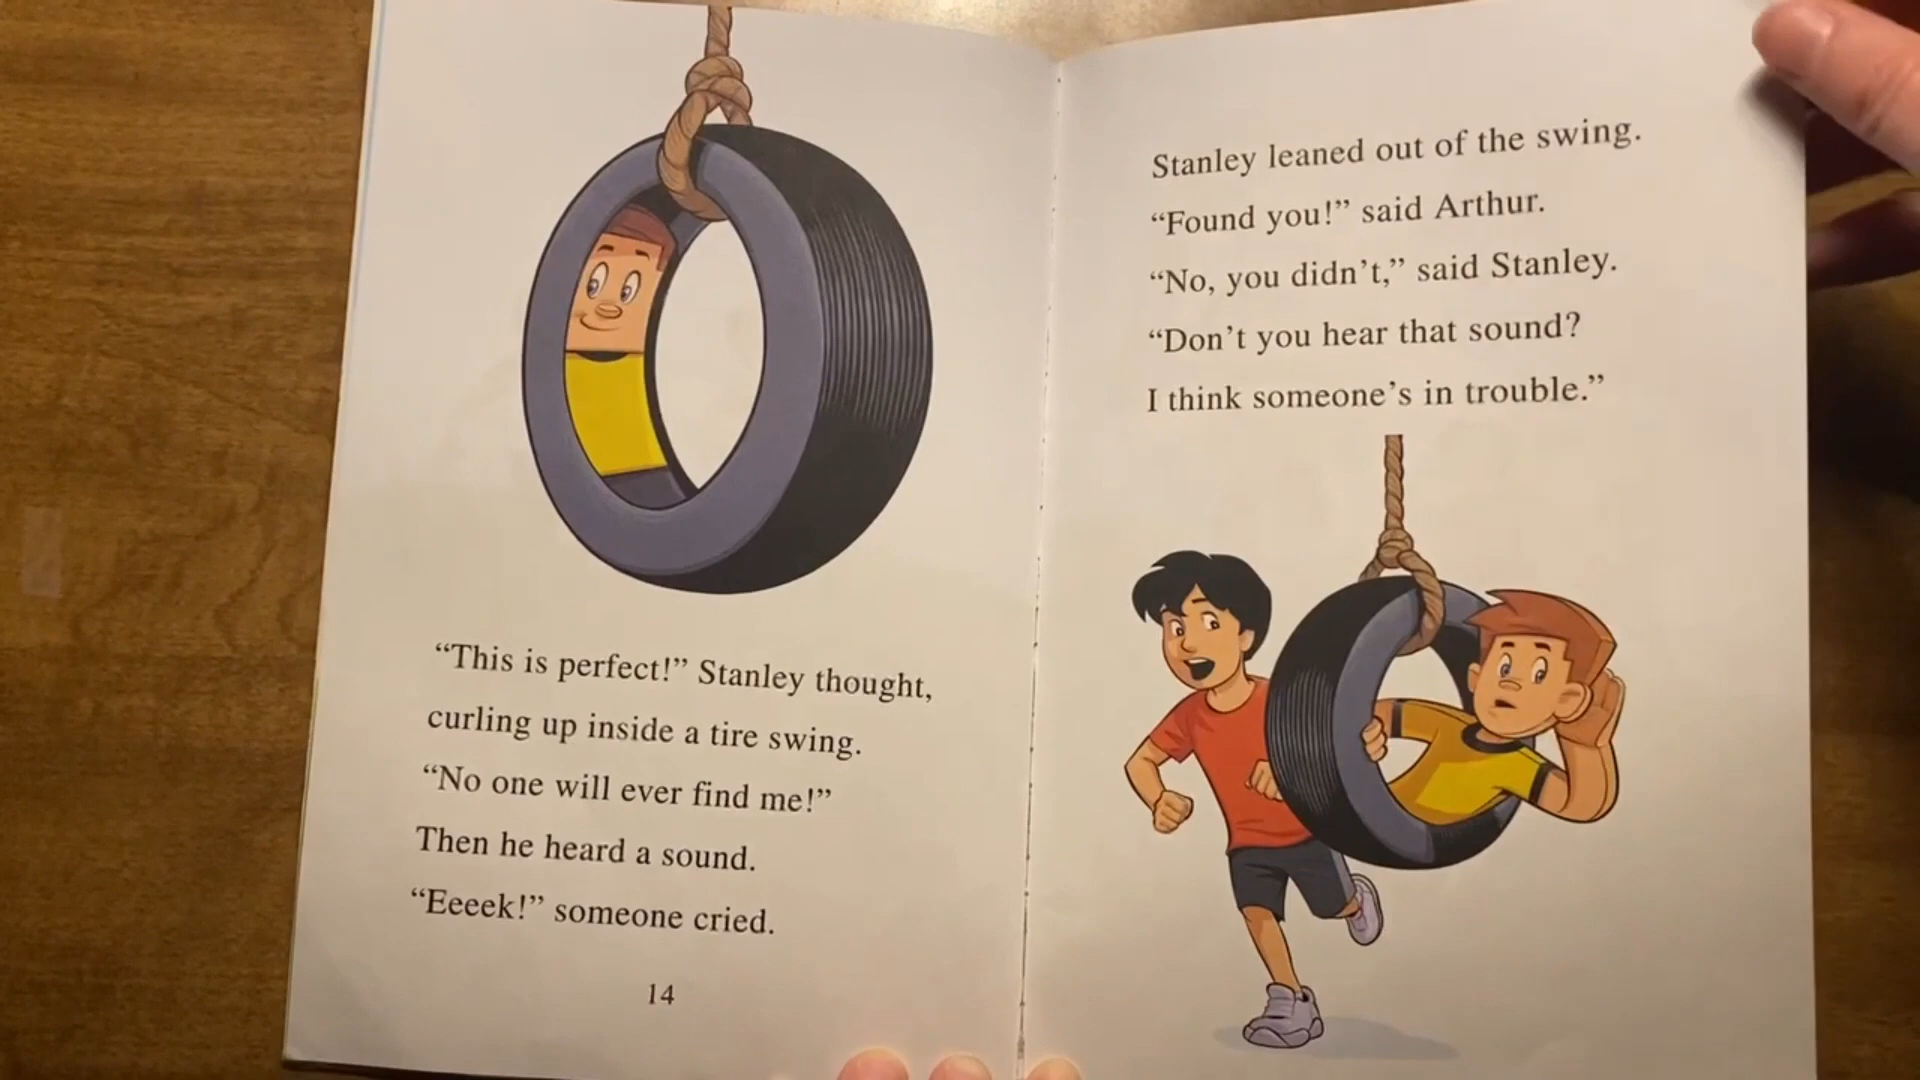 “This is perfect!” Stanley thought,
curling up inside a tire swing.
“No one will ever find me!”
Then he heard a sound.
“Eeeek!” someone cried.
14
Stanley leaned out of the swing.
“Found you!” said Arthur.
“No, you didn’t,” said Stanley.
“Don’t you hear that sound?
I think someone’s in trouble.”